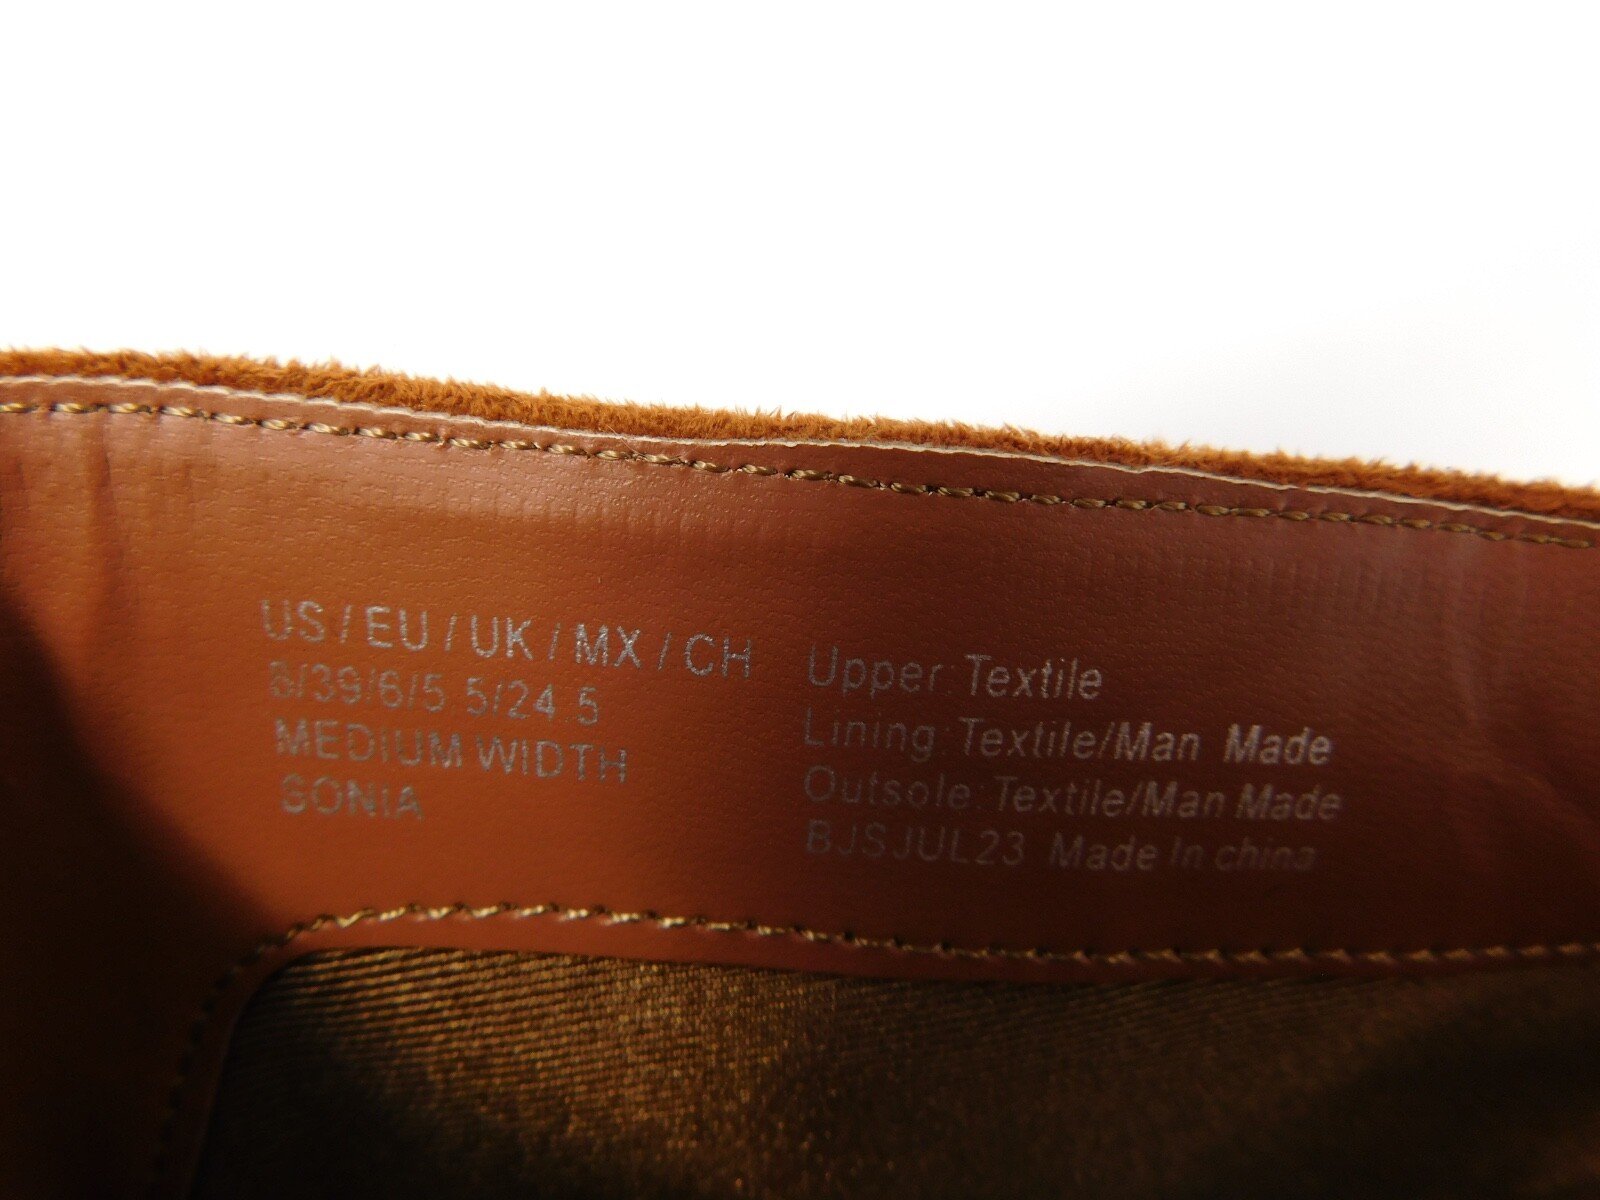 US / EU / UK / MX / CH
8/39/6/5.5/24.5
MEDIUM WIDTH
SONIA
Upper: Textile
Lining: Textile/Man Made
Outsole: Textile/Man Made
BJSJUL23 Made In china